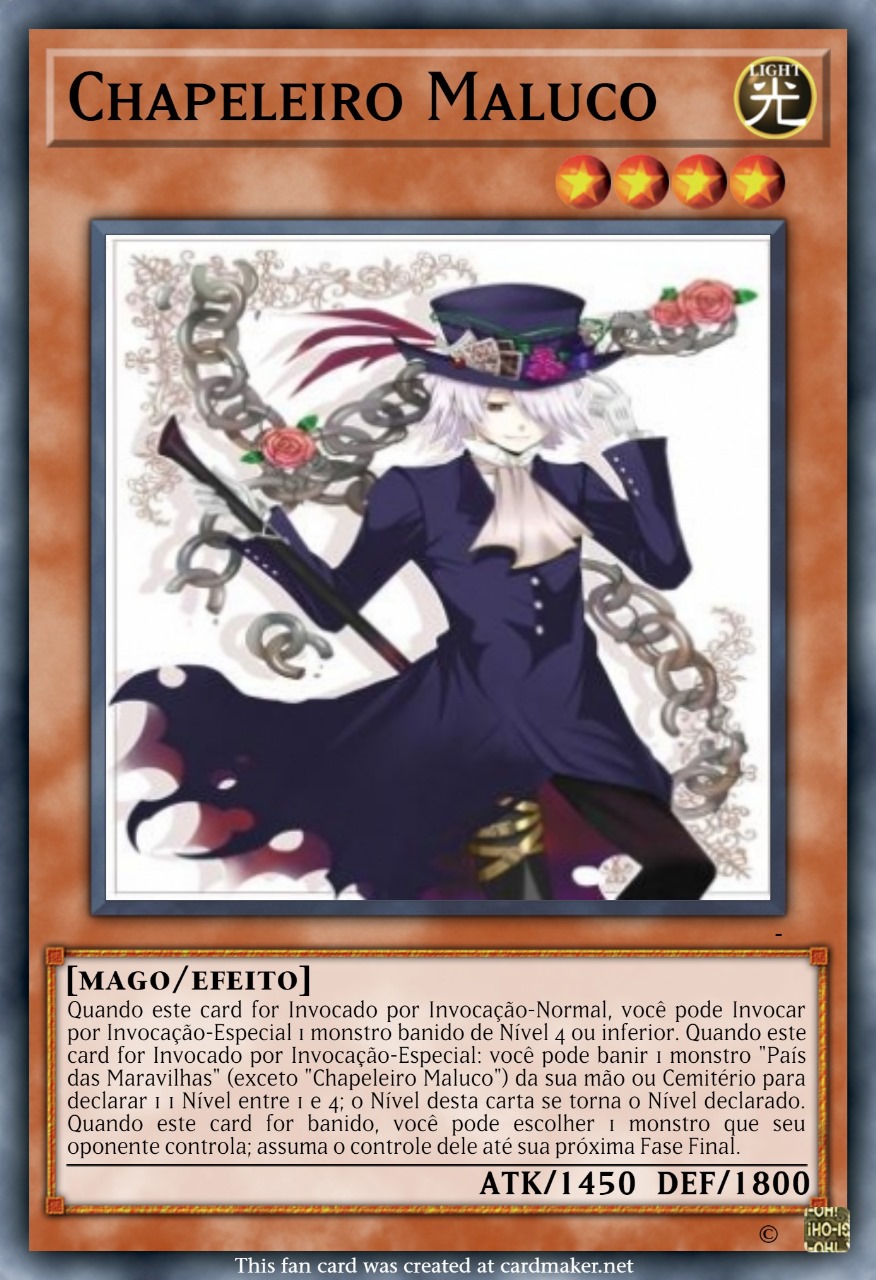 Chapeleiro Maluco
LIGHT
光
-
[MAGO/EFEITO]
Quando este card for Invocado por Invocação-Normal, você pode Invocar
por Invocação-Especial 1 monstro banido de Nível 4 ou inferior. Quando este
card for Invocado por Invocação-Especial: você pode banir 1 monstro "País
das Maravilhas" (exceto "Chapeleiro Maluco") da sua mão ou Cemitério para
declarar 1 1 Nível entre 1 e 4; o Nível desta carta se torna o Nível declarado.
Quando este card for banido, você pode escolher 1 monstro que seu
oponente controla; assuma o controle dele até sua próxima Fase Final.
ATK/1450 DEF/1800
©
This fan card was created at cardmaker.net